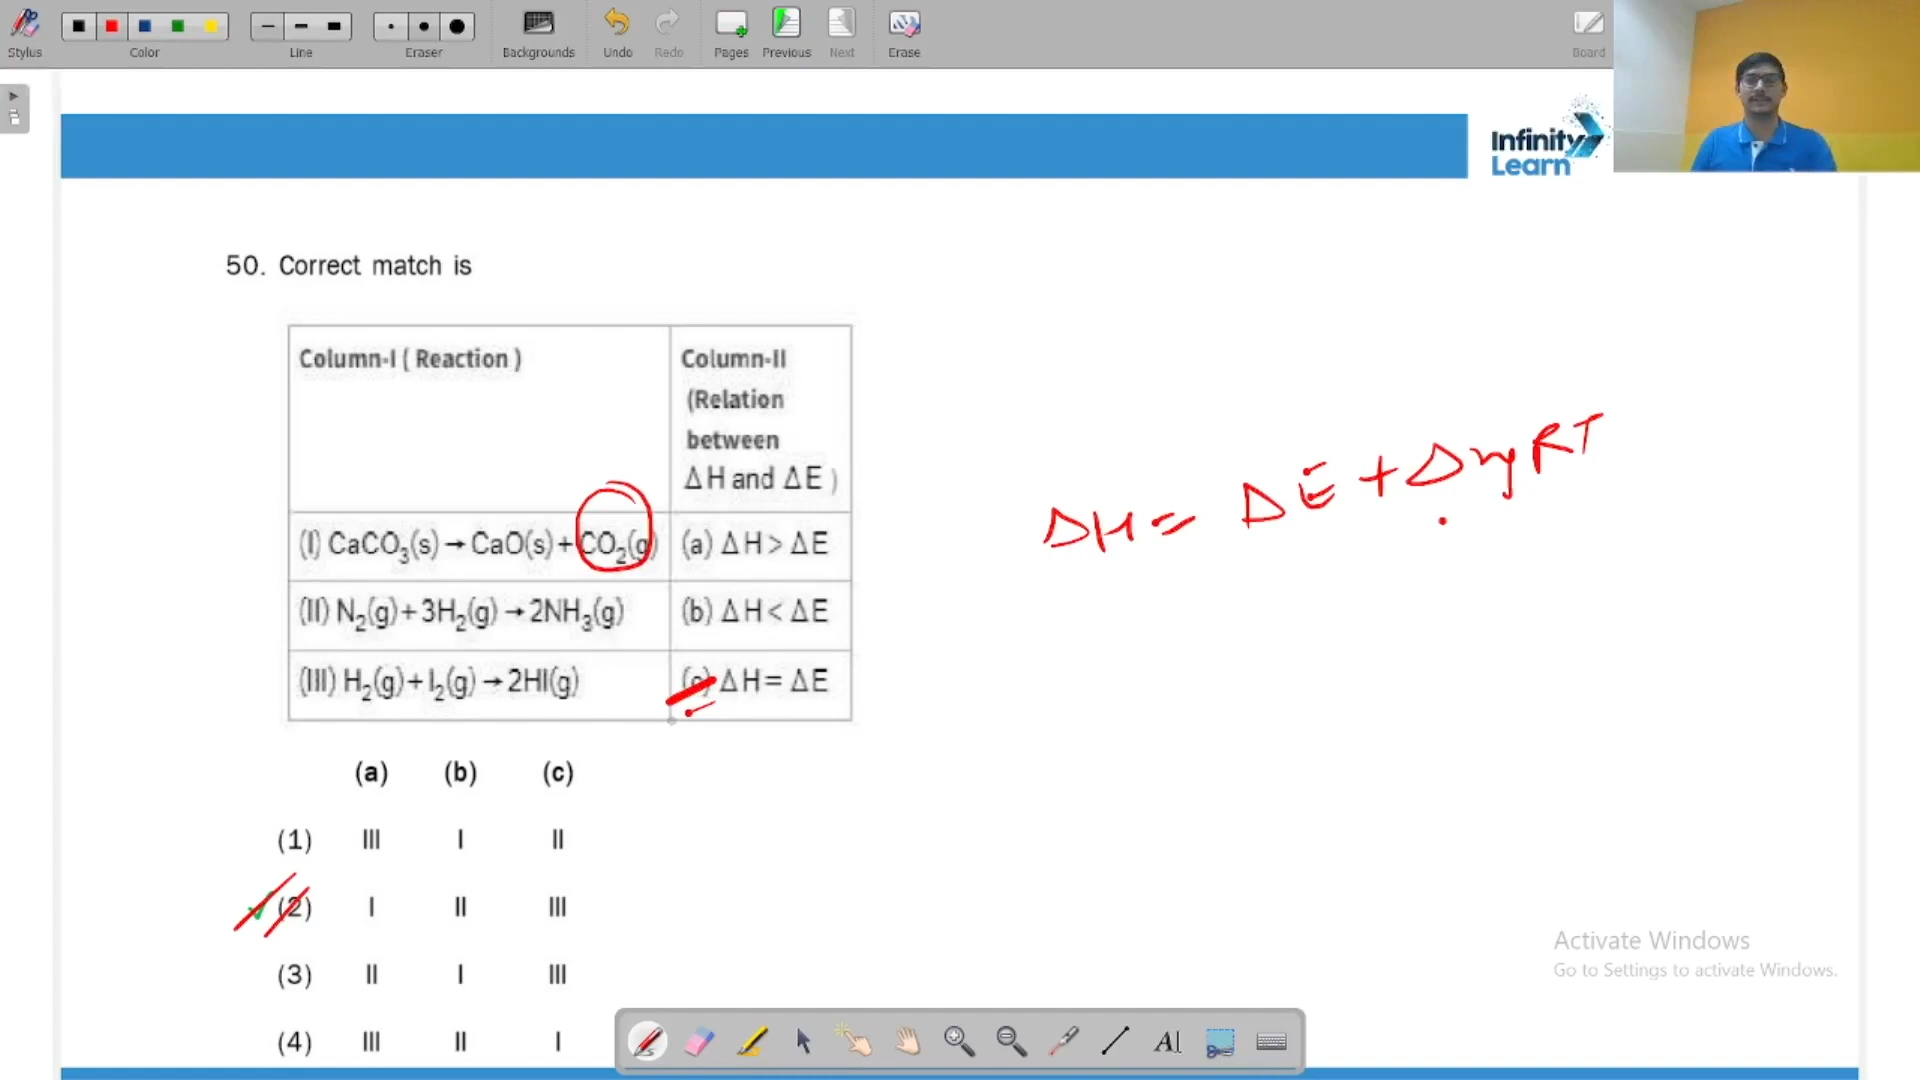 Stylus
Color
Line
Eraser
Backgrounds
Undo
Redo
Pages
Previous
Next
Erase
Board
Infinity
Learn
50. Correct match is
Column-I ( Reaction )
Column-II
(Relation
between
ΔH and ΔE )
(I) CaCO₃(s) → CaO(s) + CO₂(g)
(a) ΔH > ΔE
(II) N₂(g) + 3H₂(g) → 2NH₃(g)
(b) ΔH < ΔE
(III) H₂(g) + I₂(g) → 2HI(g)
(c) ΔH = ΔE
ΔH = ΔE + ΔngRT
(a) (b) (c)
(1) III I II
(2) I II III
(3) II I III
(4) III II I
Activate Windows
Go to Settings to activate Windows.
AI